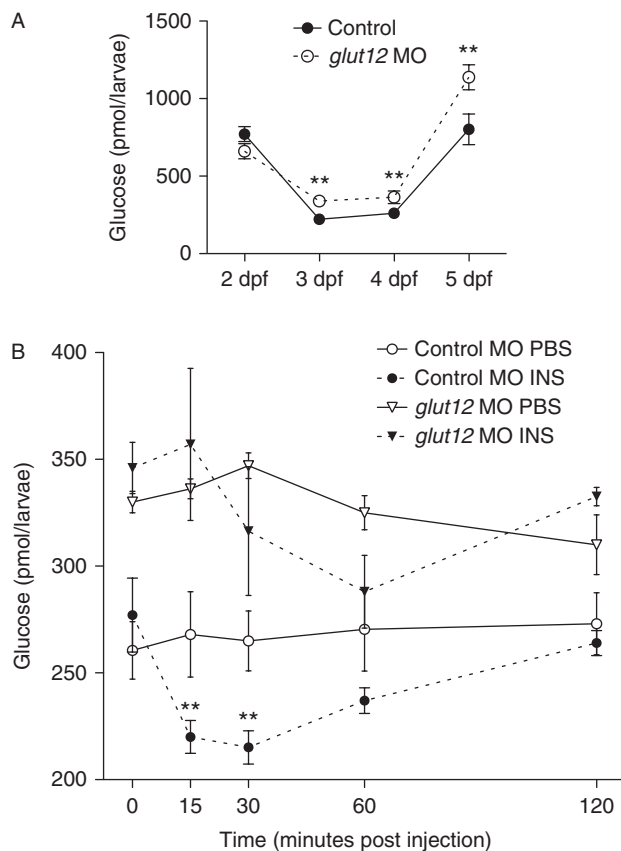 A
Control
glut12 MO
Glucose (pmol/larvae)
1500
1000
500
0
**
**
**
2 dpf 3 dpf 4 dpf 5 dpf
B
Control MO PBS
Control MO INS
glut12 MO PBS
glut12 MO INS
Glucose (pmol/larvae)
400
350
300
250
200
** **
0 15 30 60 120
Time (minutes post injection)